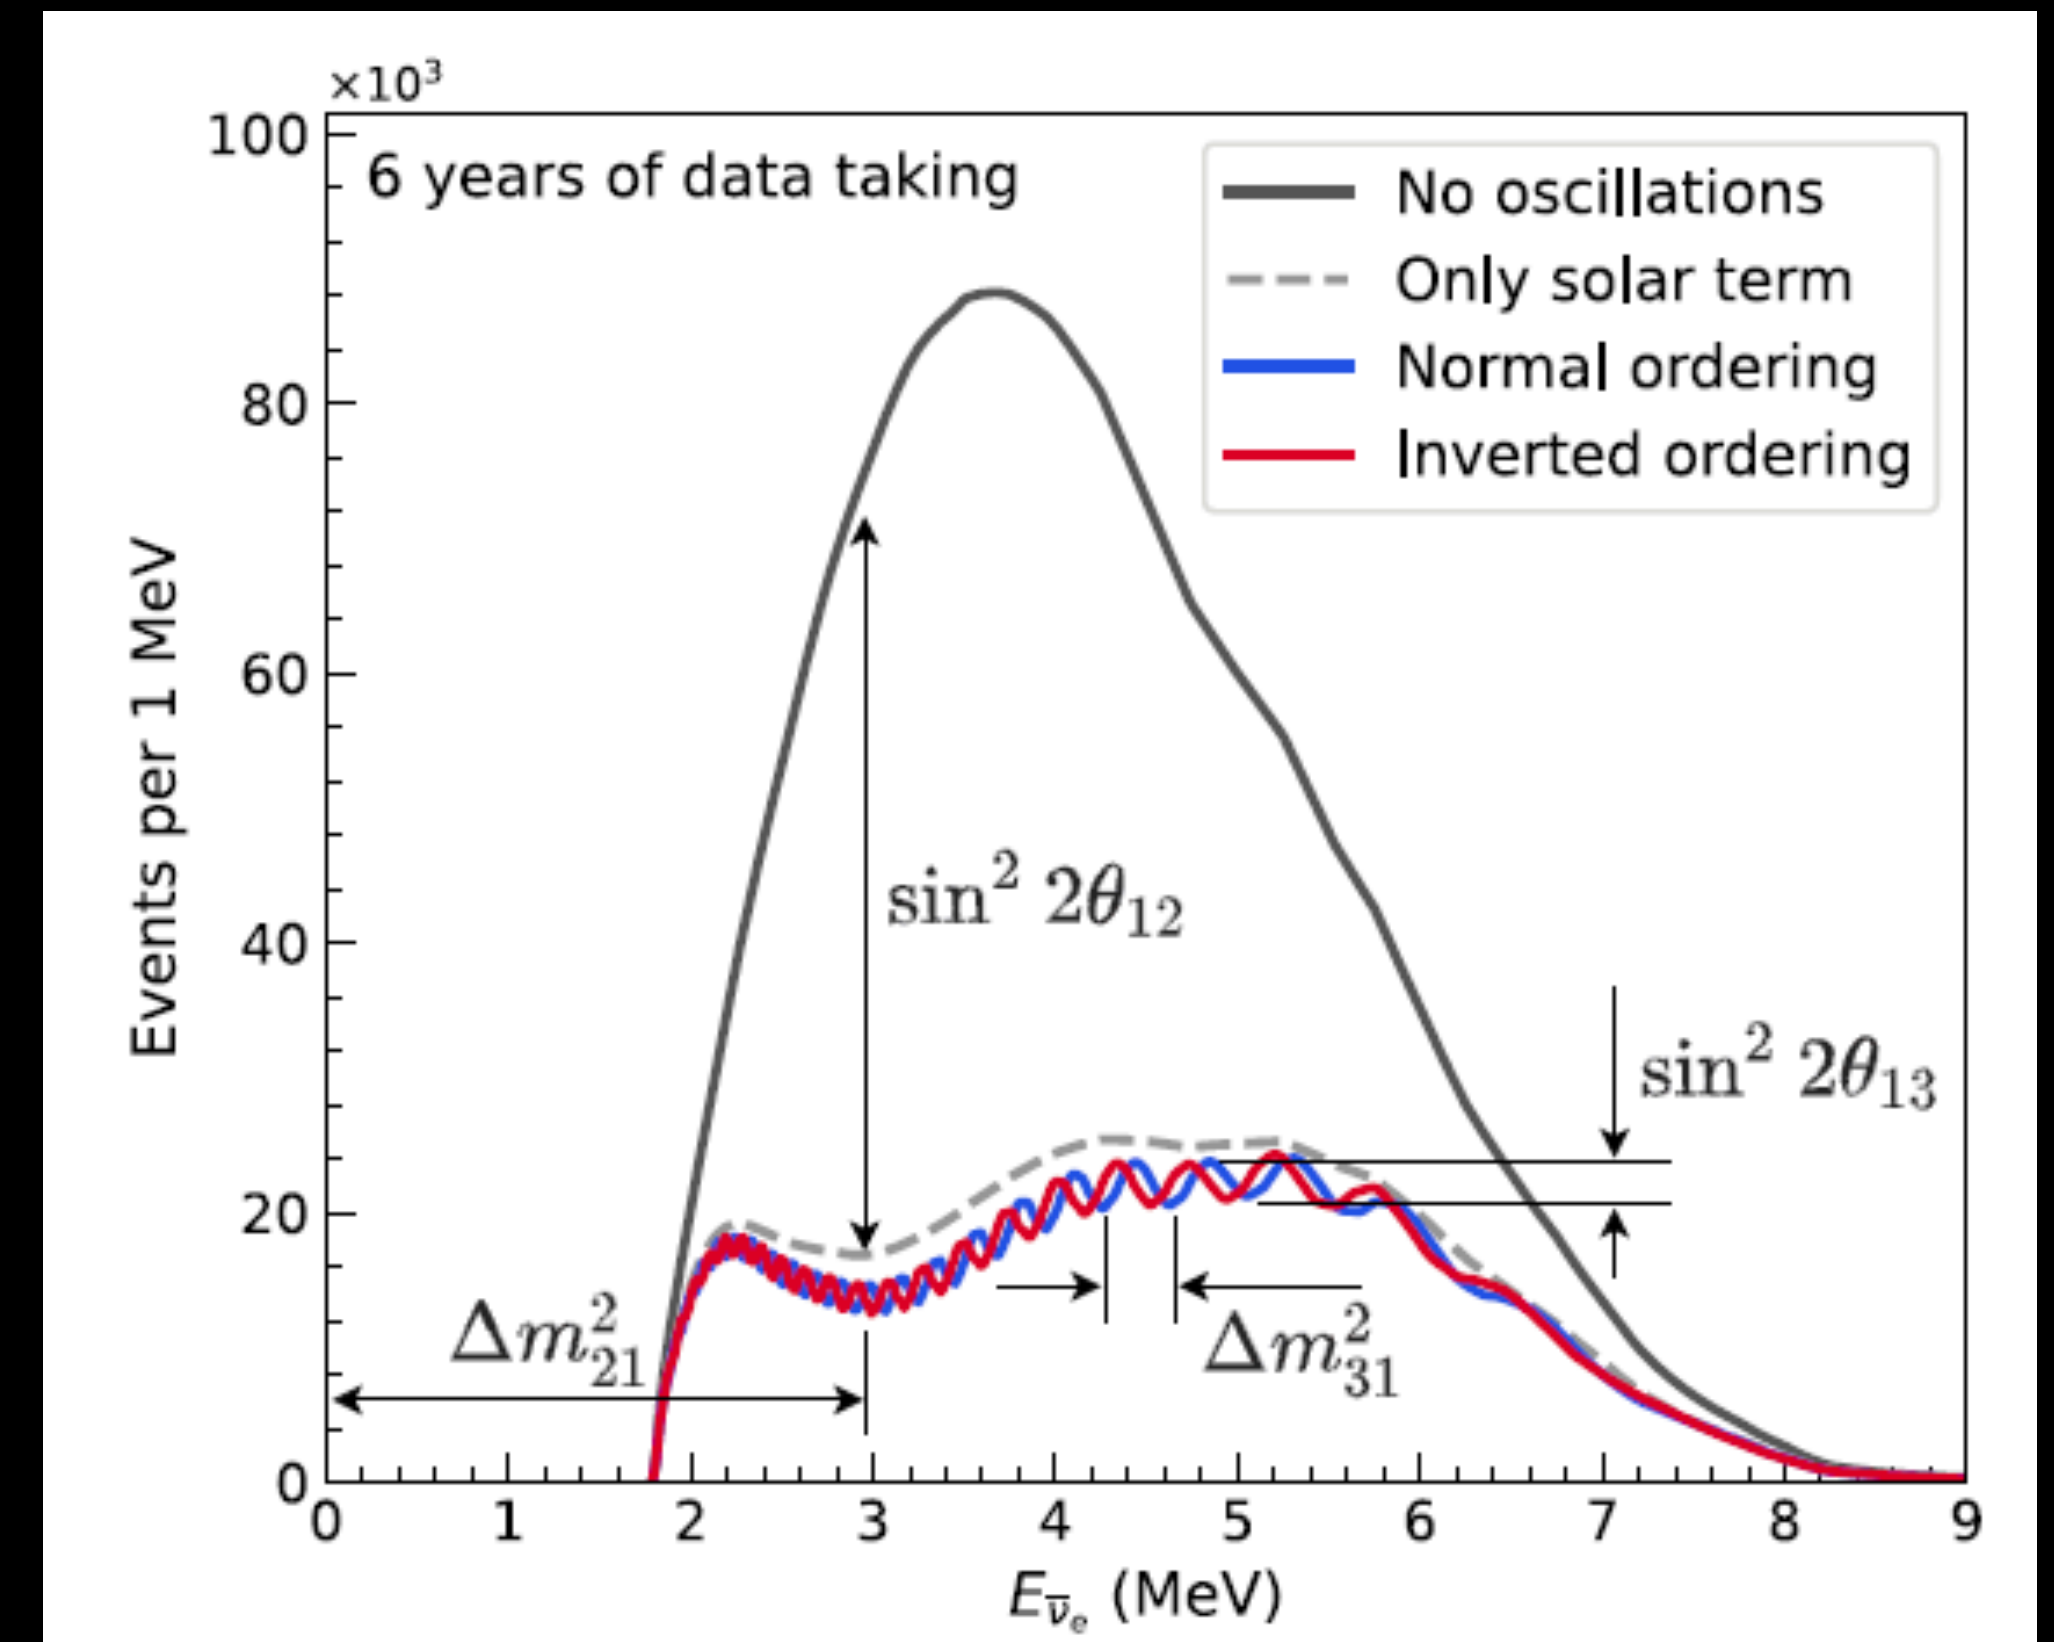 ×10³
100
80
60
40
20
0
Events per 1 MeV
6 years of data taking
No oscillations
Only solar term
Normal ordering
Inverted ordering
sin² 2θ₁₂
sin² 2θ₁₃
Δm²₂₁
Δm²₃₁
0 1 2 3 4 5 6 7 8 9
E_ν̅ₑ (MeV)